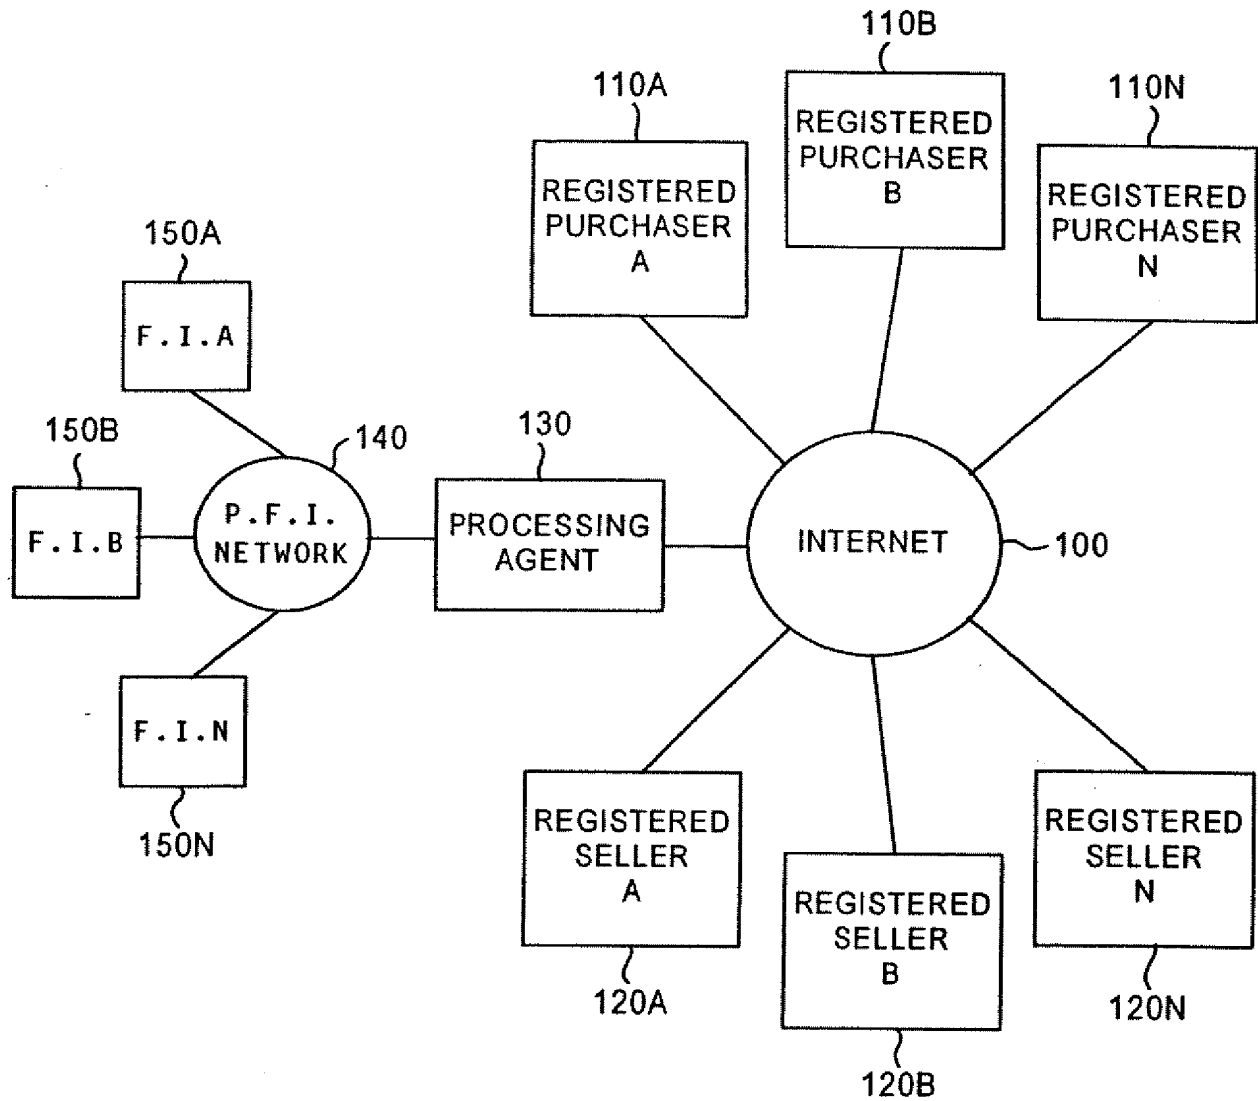 110B
110A
110N
REGISTERED
PURCHASER
B
REGISTERED
PURCHASER
A
REGISTERED
PURCHASER
N
150A
F.I.A
150B
140
130
F.I.B
P.F.I.
NETWORK
PROCESSING
AGENT
INTERNET
100
F.I.N
150N
REGISTERED
SELLER
A
REGISTERED
SELLER
B
REGISTERED
SELLER
N
120A
120B
120N